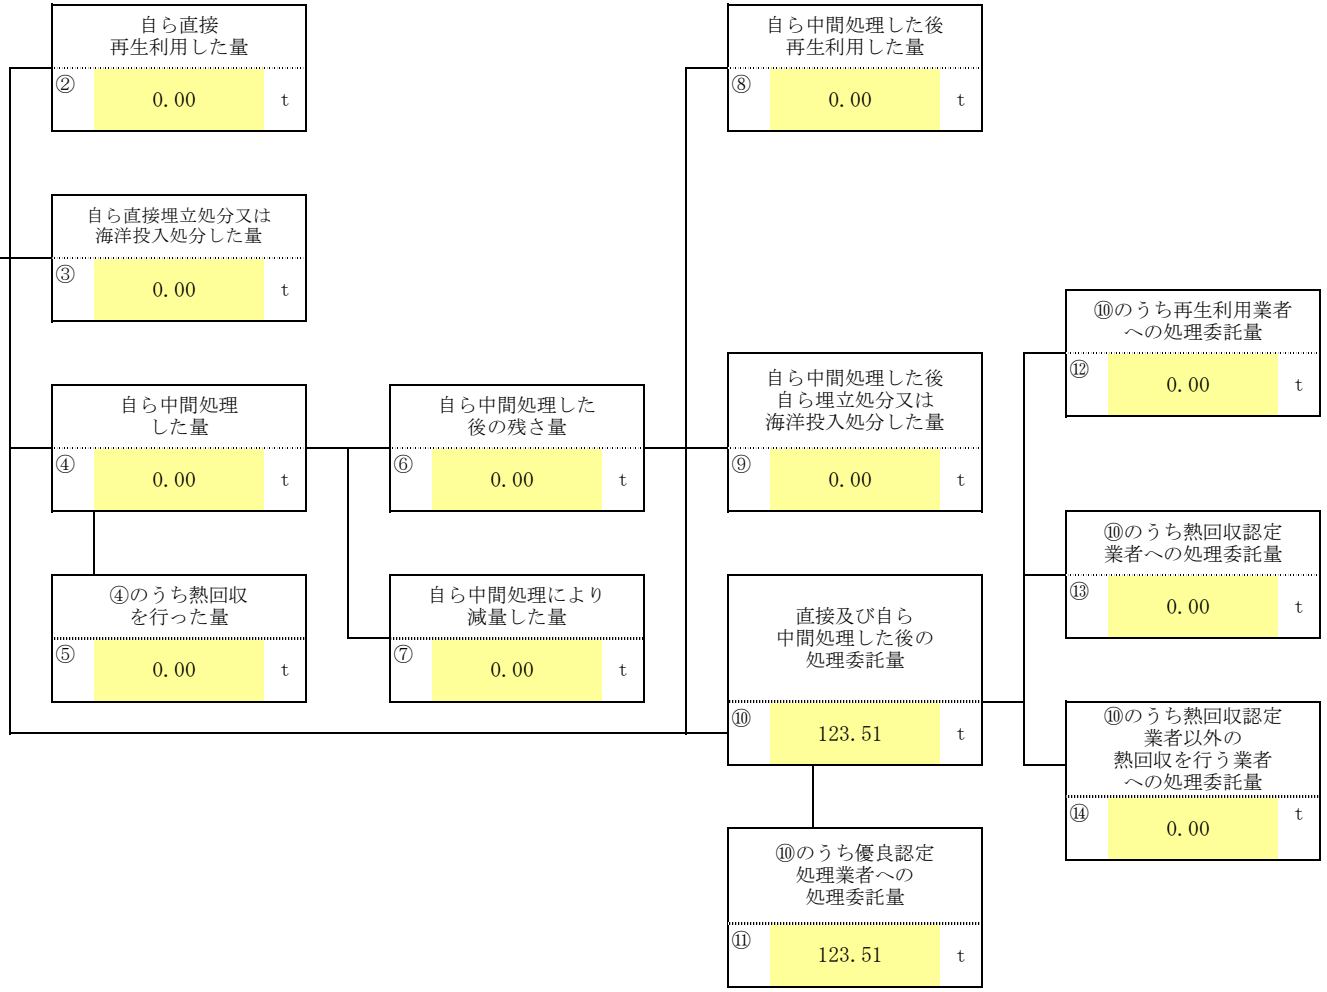 自ら直接
再生利用した量
② 0.00 t
自ら中間処理した後
再生利用した量
⑧ 0.00 t
自ら直接埋立処分又は
海洋投入処分した量
③ 0.00 t
⑩のうち再生利用業者
への処理委託量
⑫ 0.00 t
自ら中間処理
した量
④ 0.00 t
自ら中間処理した
後の残さ量
⑥ 0.00 t
自ら中間処理した後
自ら埋立処分又は
海洋投入処分した量
⑨ 0.00 t
⑩のうち熱回収認定
業者への処理委託量
⑬ 0.00 t
④のうち熱回収
を行った量
⑤ 0.00 t
自ら中間処理により
減量した量
⑦ 0.00 t
直接及び自ら
中間処理した後の
処理委託量
⑩ 123.51 t
⑩のうち熱回収認定
業者以外の
熱回収を行う業者
への処理委託量
⑭ 0.00 t
⑩のうち優良認定
処理業者への
処理委託量
⑪ 123.51 t